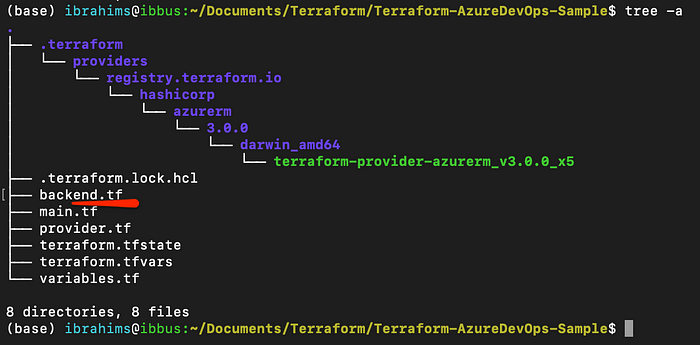 (base) ibrahims@ibbus:~/Documents/Terraform/Terraform-AzureDevOps-Sample$ tree -a
.
├── .terraform
│   └── providers
│       └── registry.terraform.io
│           └── hashicorp
│               └── azurerm
│                   └── 3.0.0
│                       └── darwin_amd64
│                           └── terraform-provider-azurerm_v3.0.0_x5
├── .terraform.lock.hcl
[├── backend.tf
├── main.tf
├── provider.tf
├── terraform.tfstate
├── terraform.tfvars
└── variables.tf
8 directories, 8 files
(base) ibrahims@ibbus:~/Documents/Terraform/Terraform-AzureDevOps-Sample$